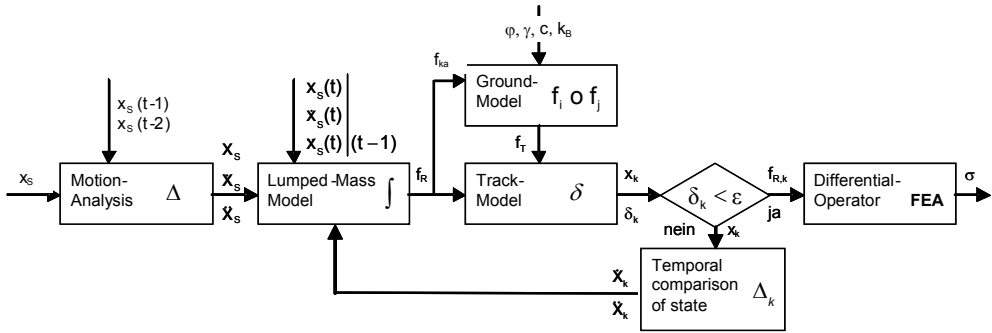 φ, γ, c, k_B
f_ka
x_s(t)
ẋ_s(t)
ẍ_s(t) | (t−1)
Ground-
Model f_i o f_j
x_s (t-1)
x_s (t-2)
f_T
x_s
Motion-
Analysis Δ
x_s
ẋ_s
ẍ_s
Lumped-Mass
Model ∫
f_R
Track-
Model δ
x_k
δ_k
δ_k < ε
f_R,k
ja
Differential-
Operator FEA
σ
nein
x_k
Temporal
comparison
of state Δ_k
ẋ_k
ẍ_k